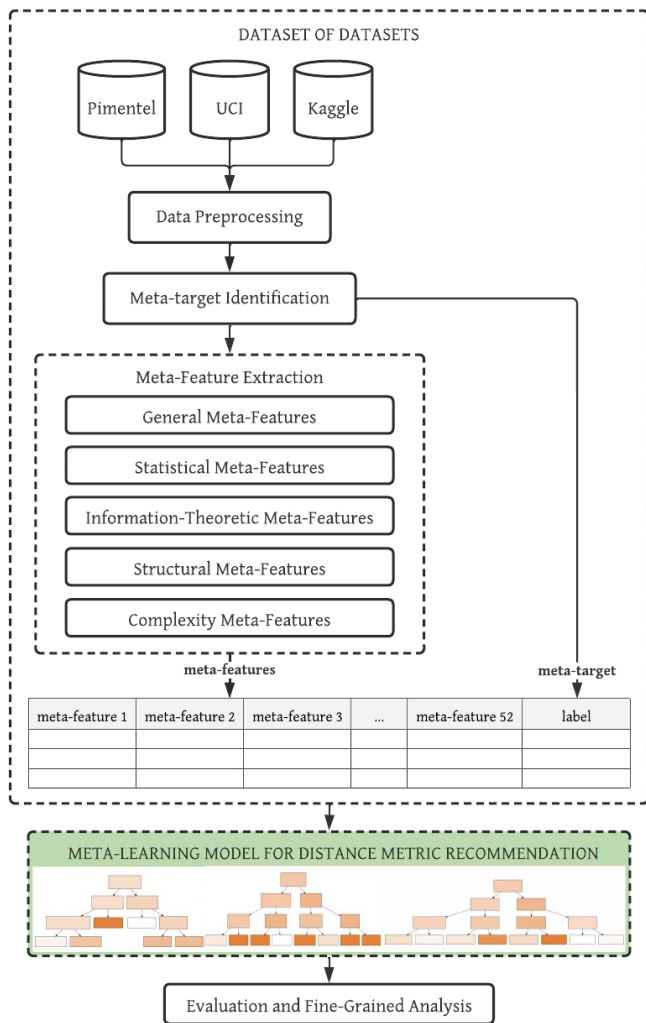 DATASET OF DATASETS
Pimentel
UCI
Kaggle
Data Preprocessing
Meta-target Identification
Meta-Feature Extraction
General Meta-Features
Statistical Meta-Features
Information-Theoretic Meta-Features
Structural Meta-Features
Complexity Meta-Features
meta-features
meta-target
meta-feature 1 meta-feature 2 meta-feature 3 ... meta-feature 52 label
META-LEARNING MODEL FOR DISTANCE METRIC RECOMMENDATION
Evaluation and Fine-Grained Analysis